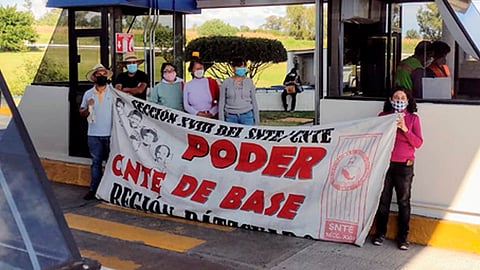 SECCIÓN XVIII DEL SNTE/CNTE
PODER
CNTE DE BASE
REGIÓN
SNTE